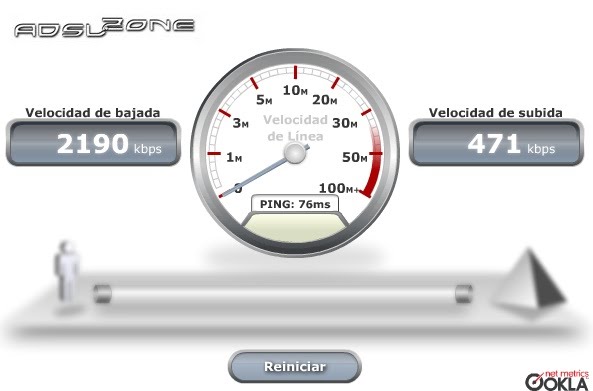 ADSLZONE
Velocidad de bajada
2190 kbps
Velocidad de Línea
0
1M
3M
5M
10M
20M
30M
50M
100M+
PING: 76ms
Velocidad de subida
471 kbps
Reiniciar
net metrics
OOKLA